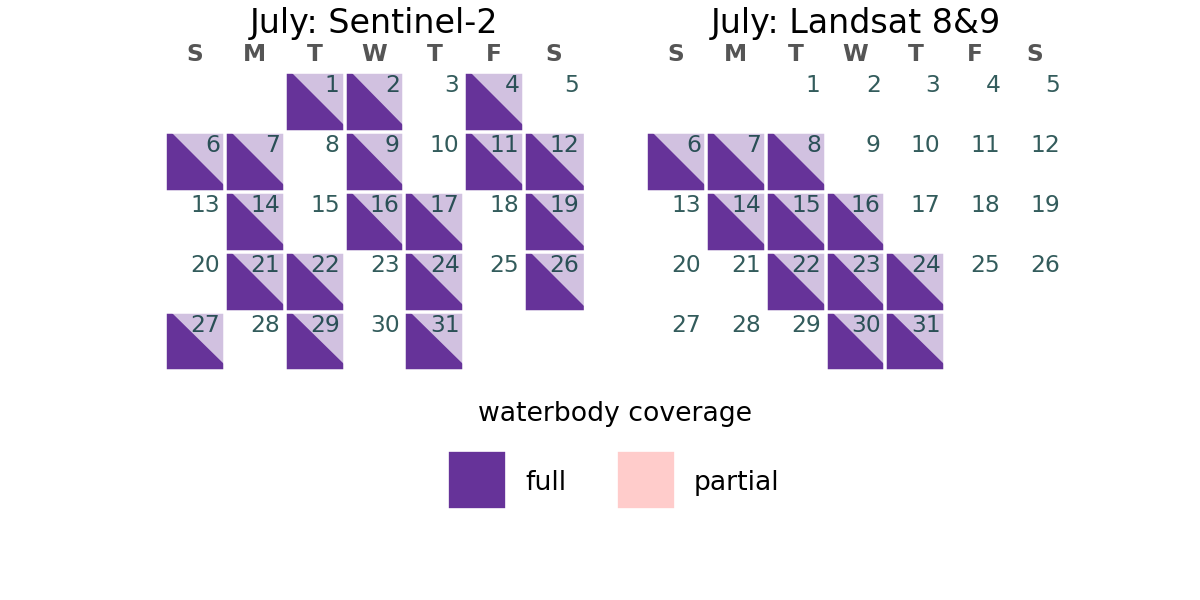 July: Sentinel-2
S M T W T F S
1 2 3 4 5
6 7 8 9 10 11 12
13 14 15 16 17 18 19
20 21 22 23 24 25 26
27 28 29 30 31
July: Landsat 8&9
S M T W T F S
1 2 3 4 5
6 7 8 9 10 11 12
13 14 15 16 17 18 19
20 21 22 23 24 25 26
27 28 29 30 31
waterbody coverage
full partial